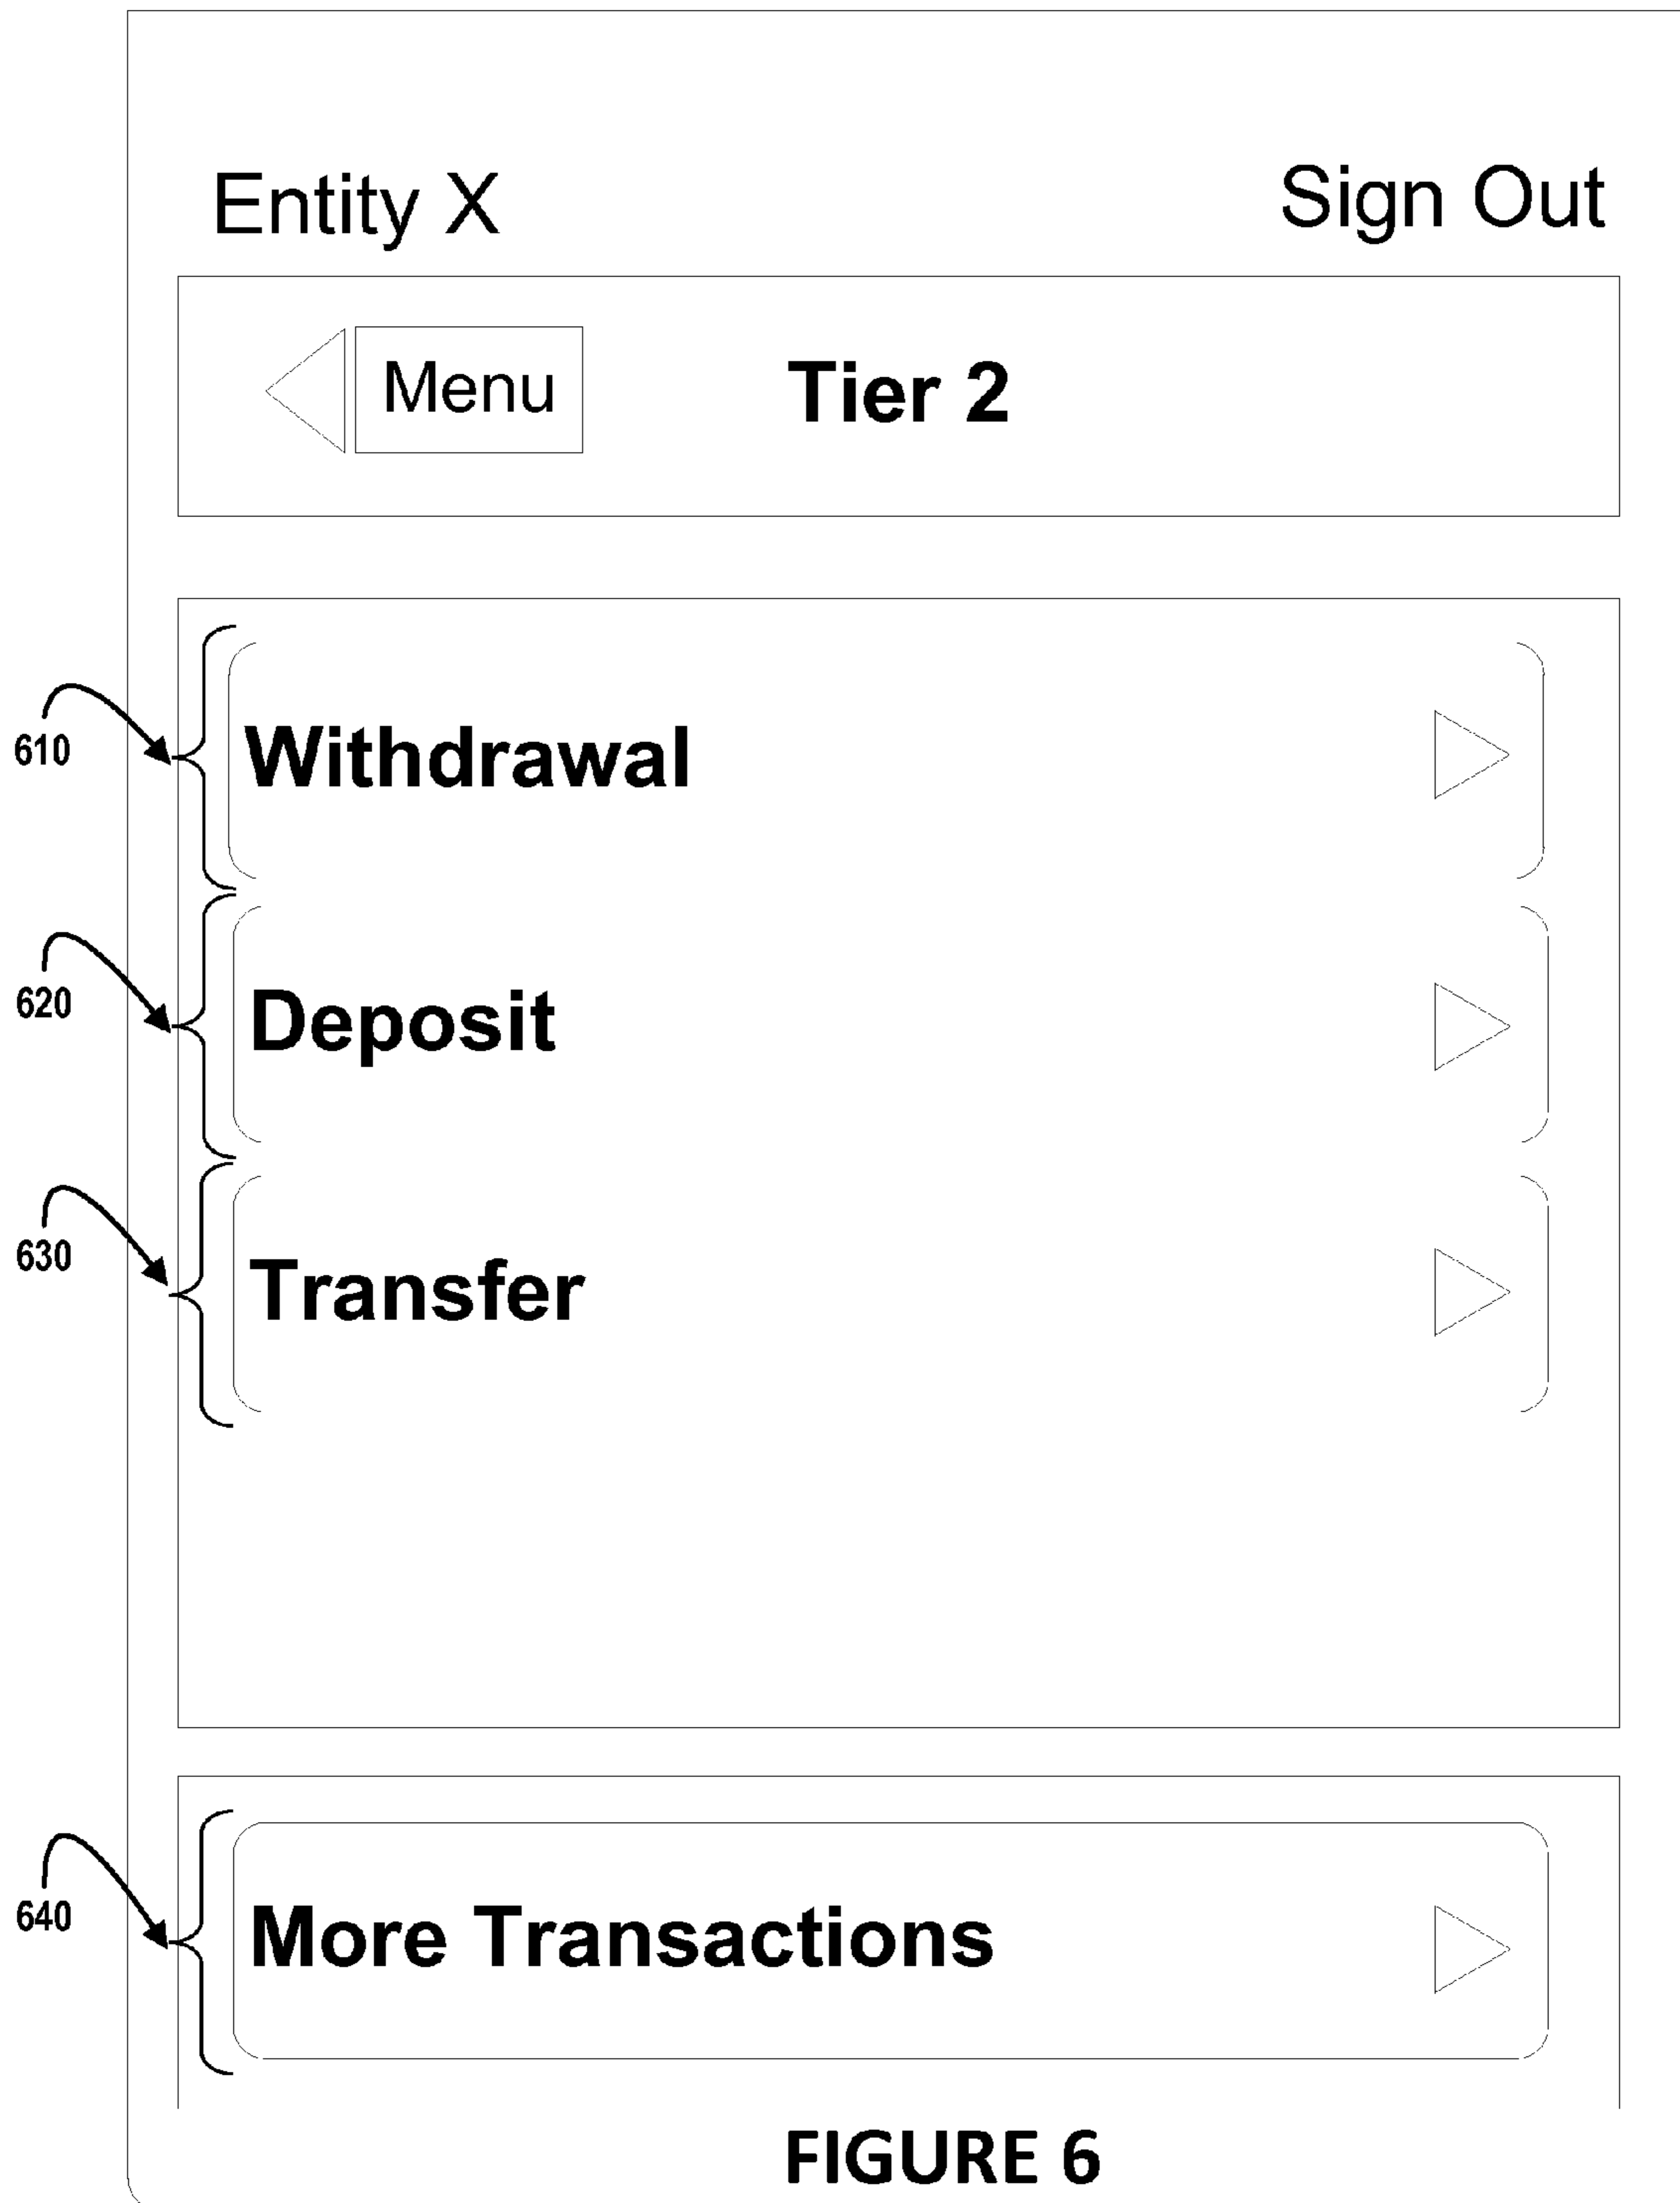 Entity X Sign Out
Menu Tier 2
610 Withdrawal
620 Deposit
630 Transfer
640 More Transactions
FIGURE 6